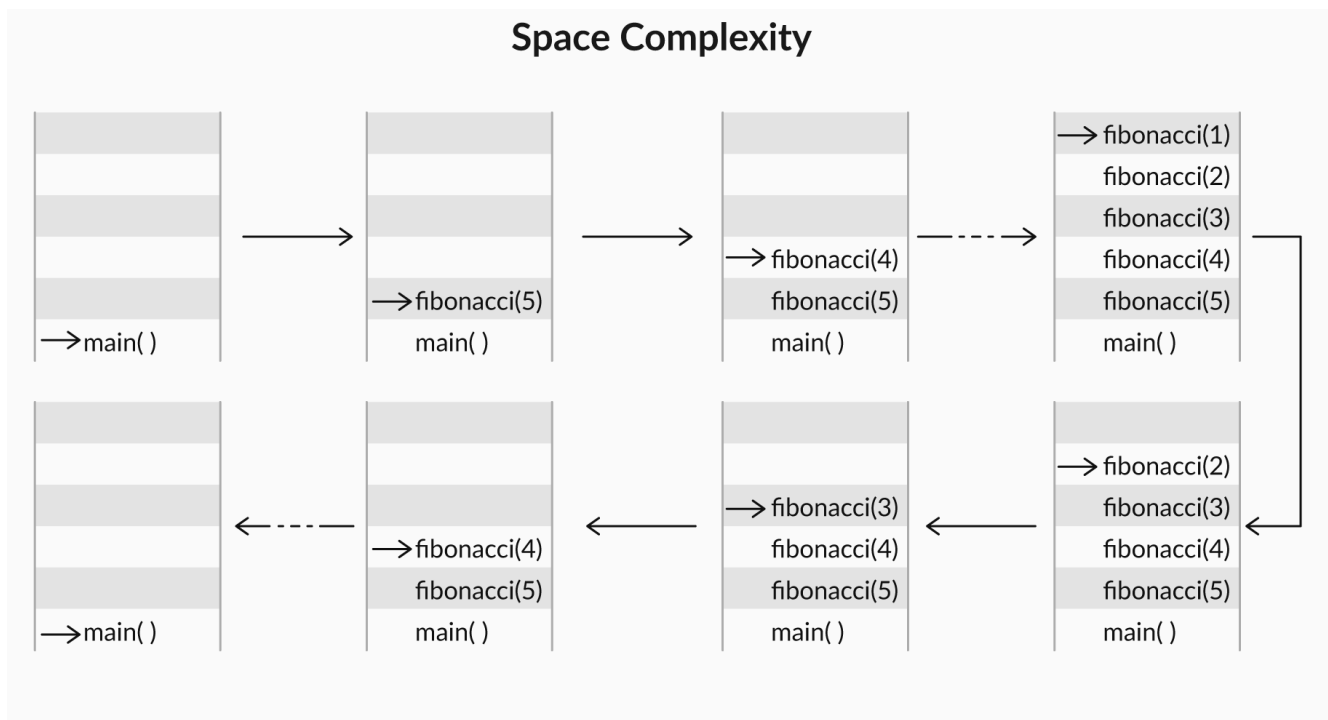 Space Complexity
main( )
fibonacci(5)
main( )
fibonacci(4)
fibonacci(5)
main( )
fibonacci(1)
fibonacci(2)
fibonacci(3)
fibonacci(4)
fibonacci(5)
main( )
fibonacci(2)
fibonacci(3)
fibonacci(4)
fibonacci(5)
main( )
fibonacci(3)
fibonacci(4)
fibonacci(5)
main( )
fibonacci(4)
fibonacci(5)
main( )
main( )